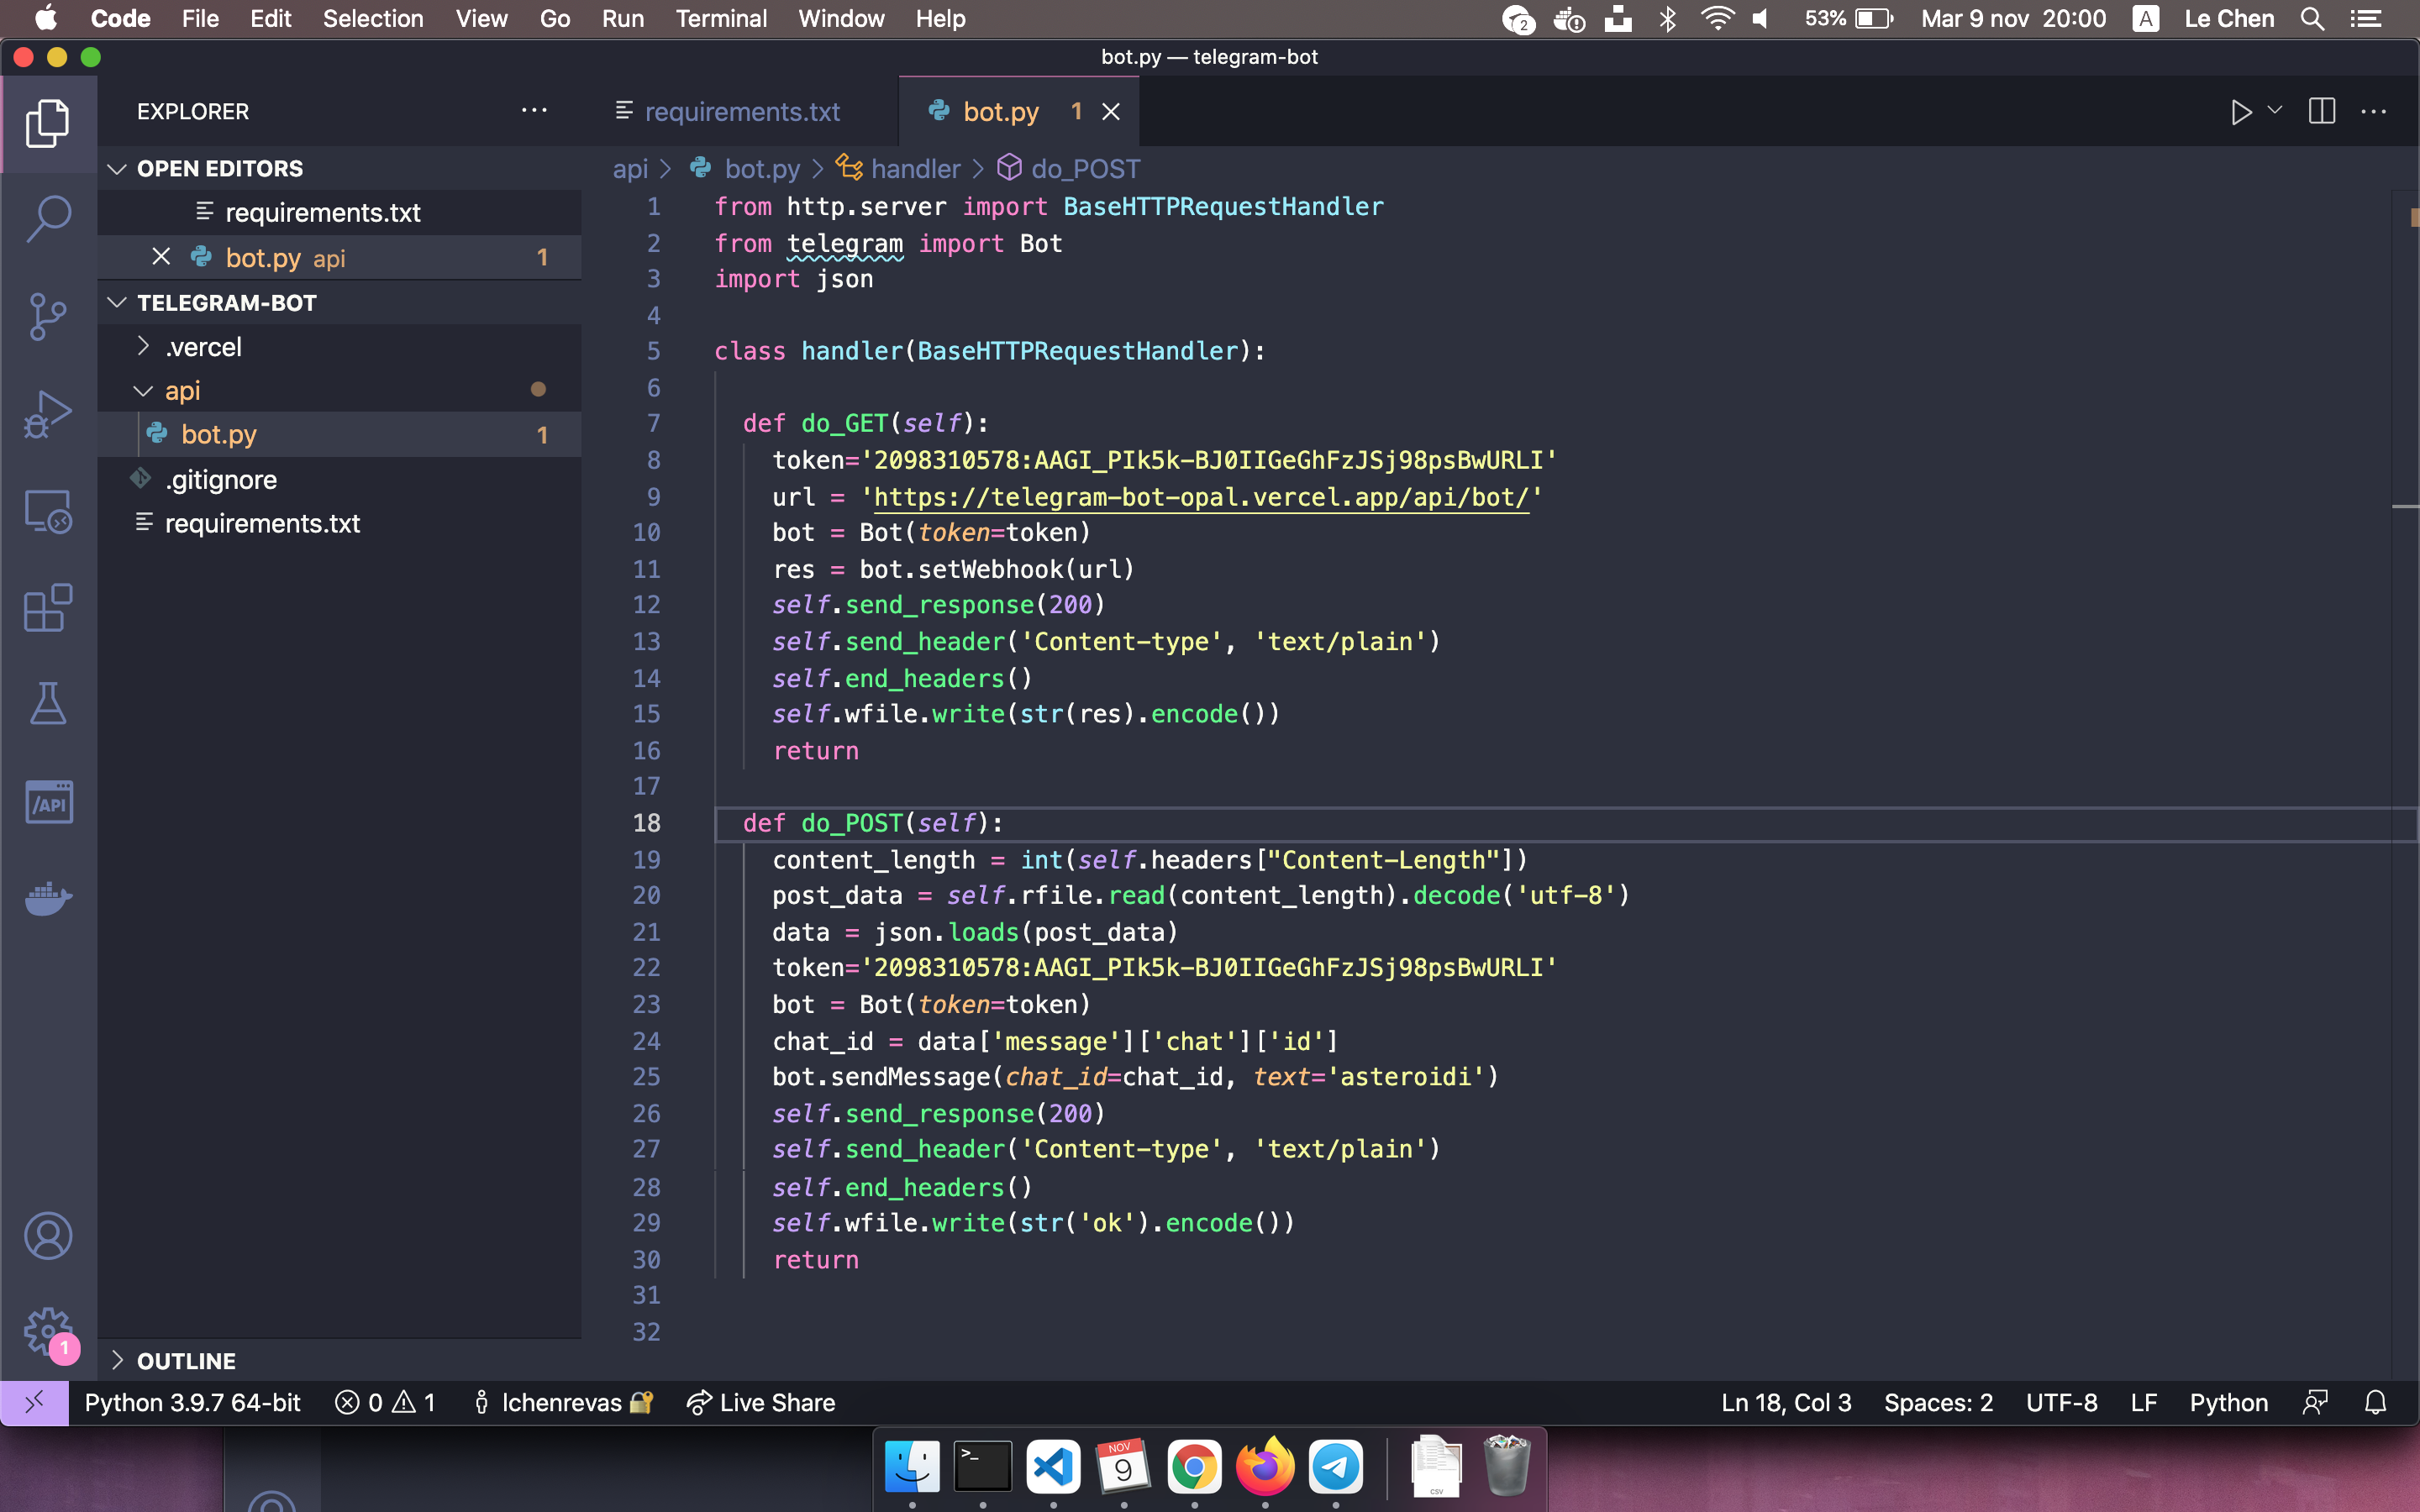 Code File Edit Selection View Go Run Terminal Window Help 2 53% Mar 9 nov 20:00 A Le Chen
bot.py — telegram-bot
EXPLORER
requirements.txt
bot.py 1
OPEN EDITORS
requirements.txt
bot.py api 1
TELEGRAM-BOT
.vercel
api
bot.py 1
.gitignore
requirements.txt
OUTLINE
/API
1
api > bot.py > handler > do_POST
1 from http.server import BaseHTTPRequestHandler
2 from telegram import Bot
3 import json
4
5 class handler(BaseHTTPRequestHandler):
6
7 def do_GET(self):
8 token='2098310578:AAGI_PIk5k-BJ0IIGeGhFzJSj98psBwURLI'
9 url = 'https://telegram-bot-opal.vercel.app/api/bot/'
10 bot = Bot(token=token)
11 res = bot.setWebhook(url)
12 self.send_response(200)
13 self.send_header('Content-type', 'text/plain')
14 self.end_headers()
15 self.wfile.write(str(res).encode())
16 return
17
18 def do_POST(self):
19 content_length = int(self.headers["Content-Length"])
20 post_data = self.rfile.read(content_length).decode('utf-8')
21 data = json.loads(post_data)
22 token='2098310578:AAGI_PIk5k-BJ0IIGeGhFzJSj98psBwURLI'
23 bot = Bot(token=token)
24 chat_id = data['message']['chat']['id']
25 bot.sendMessage(chat_id=chat_id, text='asteroidi')
26 self.send_response(200)
27 self.send_header('Content-type', 'text/plain')
28 self.end_headers()
29 self.wfile.write(str('ok').encode())
30 return
31
32
Python 3.9.7 64-bit 0 1 lchenrevas Live Share Ln 18, Col 3 Spaces: 2 UTF-8 LF Python
NOV
9
CSV